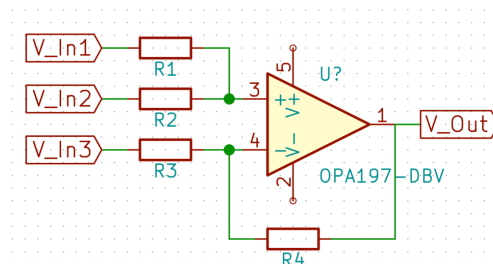 V_In1
R1
V_In2
R2
V_In3
R3
3
4
5
2
+
-
V+
V-
U?
1
V_Out
OPA197-DBV
R4